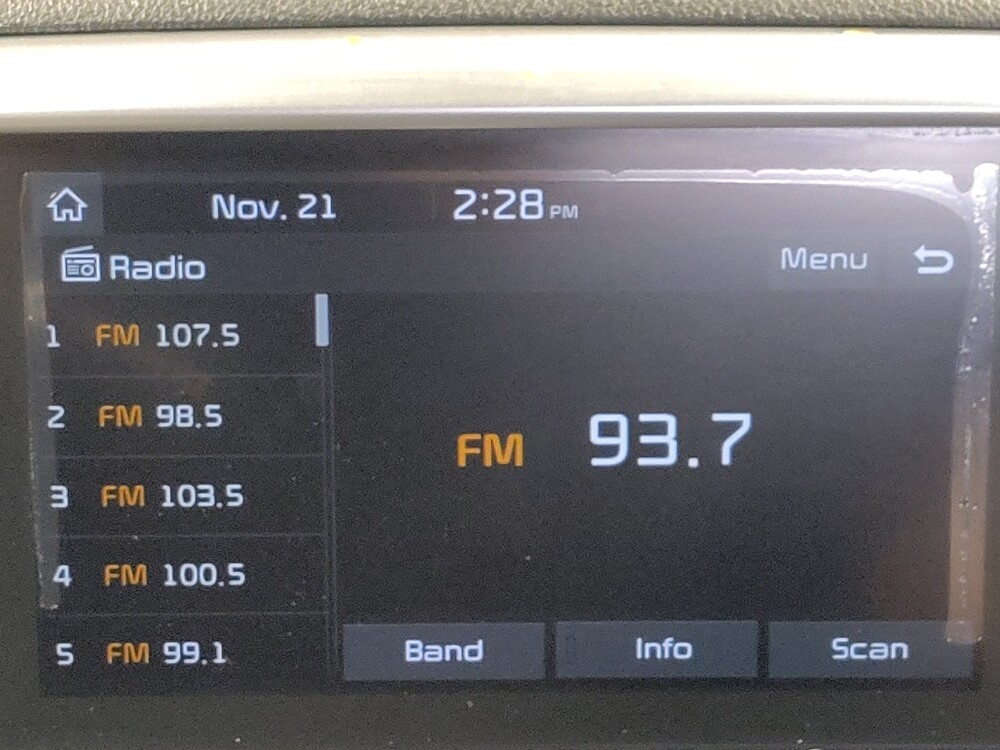 Nov. 21 2:28 PM
Radio Menu
1 FM 107.5
2 FM 98.5
3 FM 103.5
4 FM 100.5
5 FM 99.1
FM 93.7
Band Info Scan